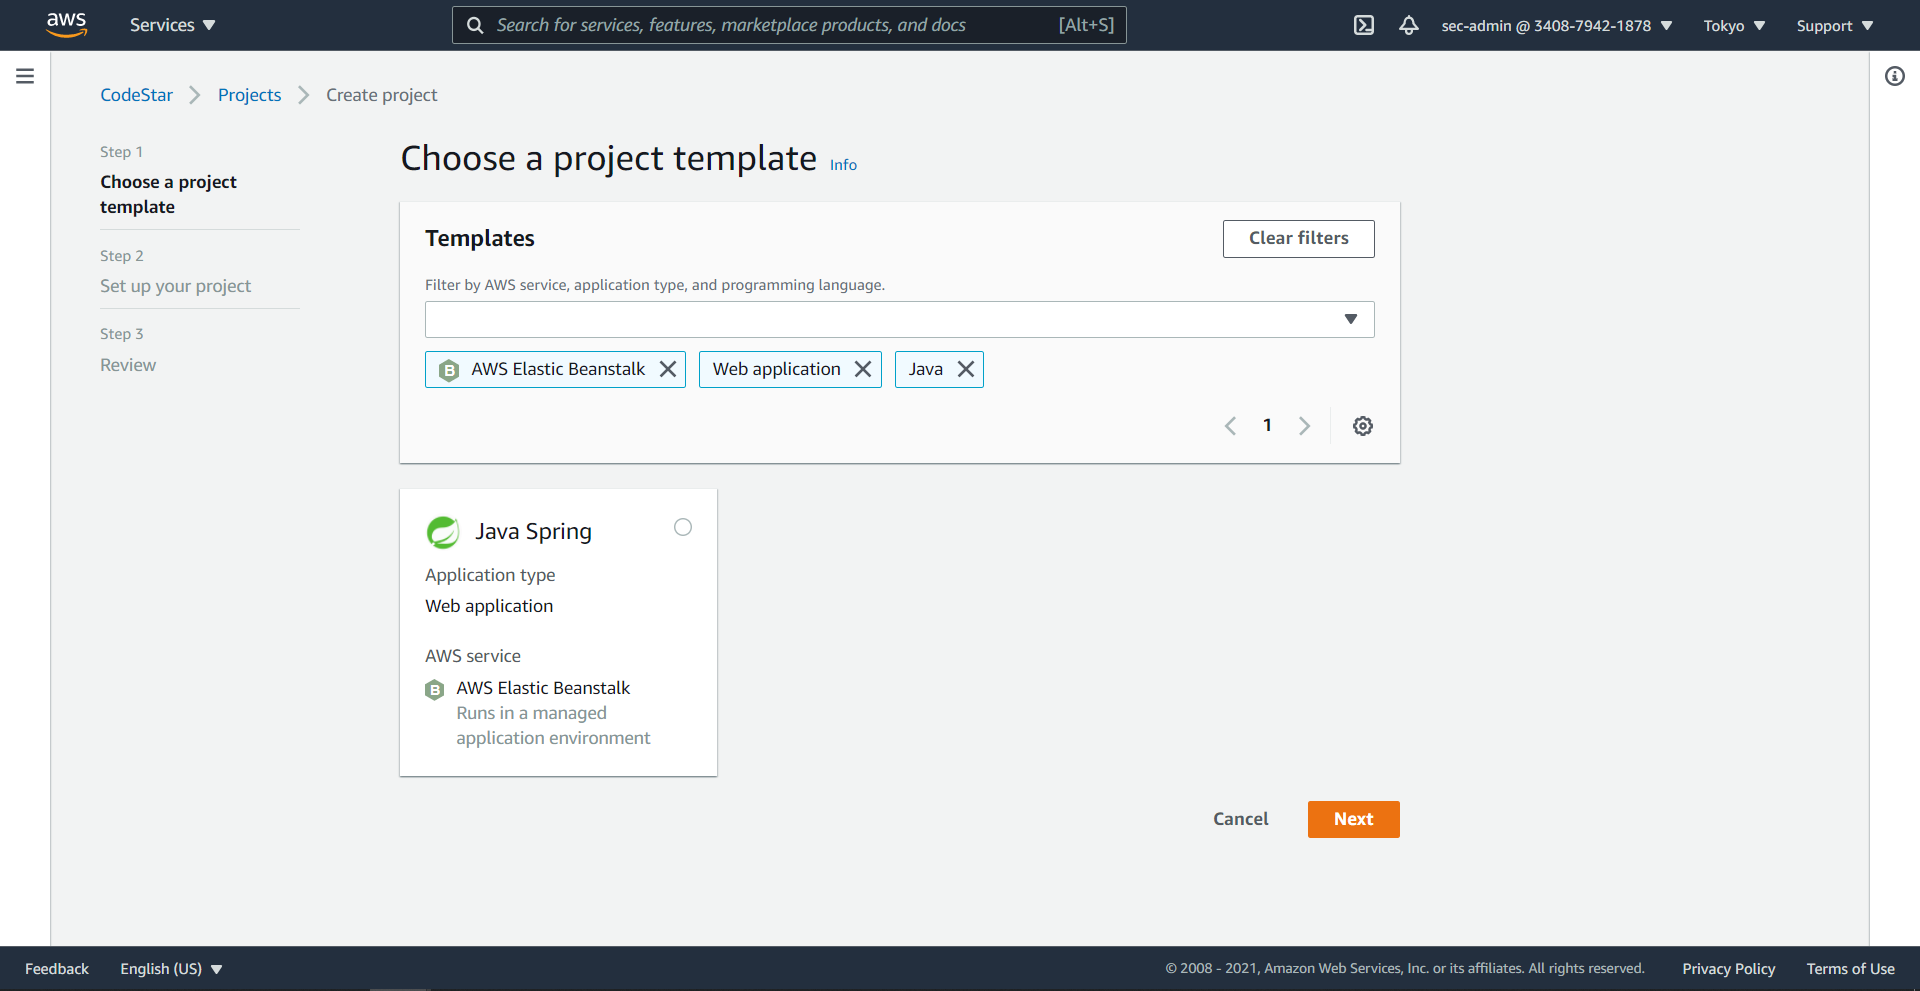 aws
Services
Search for services, features, marketplace products, and docs [Alt+S]
sec-admin @ 3408-7942-1878
Tokyo
Support
CodeStar
Projects
Create project
Step 1
Choose a project
template
Step 2
Set up your project
Step 3
Review
Choose a project template Info
Templates
Clear filters
Filter by AWS service, application type, and programming language.
B AWS Elastic Beanstalk
Web application
Java
1
Java Spring
Application type
Web application
AWS service
B AWS Elastic Beanstalk
Runs in a managed
application environment
Cancel
Next
Feedback
English (US)
© 2008 - 2021, Amazon Web Services, Inc. or its affiliates. All rights reserved.
Privacy Policy
Terms of Use